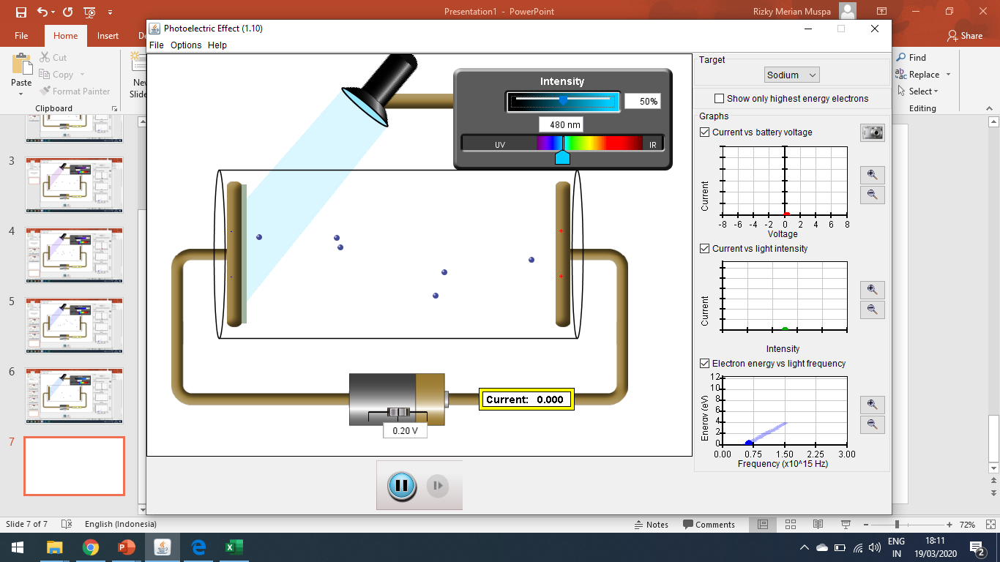 Presentation1 - PowerPoint
Rizky Merian Muspa
File
Home
Insert
De
Share
Paste
Cut
Copy
Format Painter
Clipboard
New
Slide
Find
Replace
Select
Editing
Photoelectric Effect (1.10)
File Options Help
Intensity
50%
480 nm
UV
IR
Current: 0.000
0.20 V
Target
Sodium
Show only highest energy electrons
Graphs
Current vs battery voltage
Current
-8 -6 -4 -2 0 2 4 6 8
Voltage
Current vs light intensity
Current
Intensity
Electron energy vs light frequency
Energy (eV)
12
10
8
6
4
2
0
0.00 0.75 1.50 2.25 3.00
Frequency (x10^15 Hz)
3
4
5
6
7
Slide 7 of 7
English (Indonesia)
Notes
Comments
72%
ENG
IN
18:11
19/03/2020
2